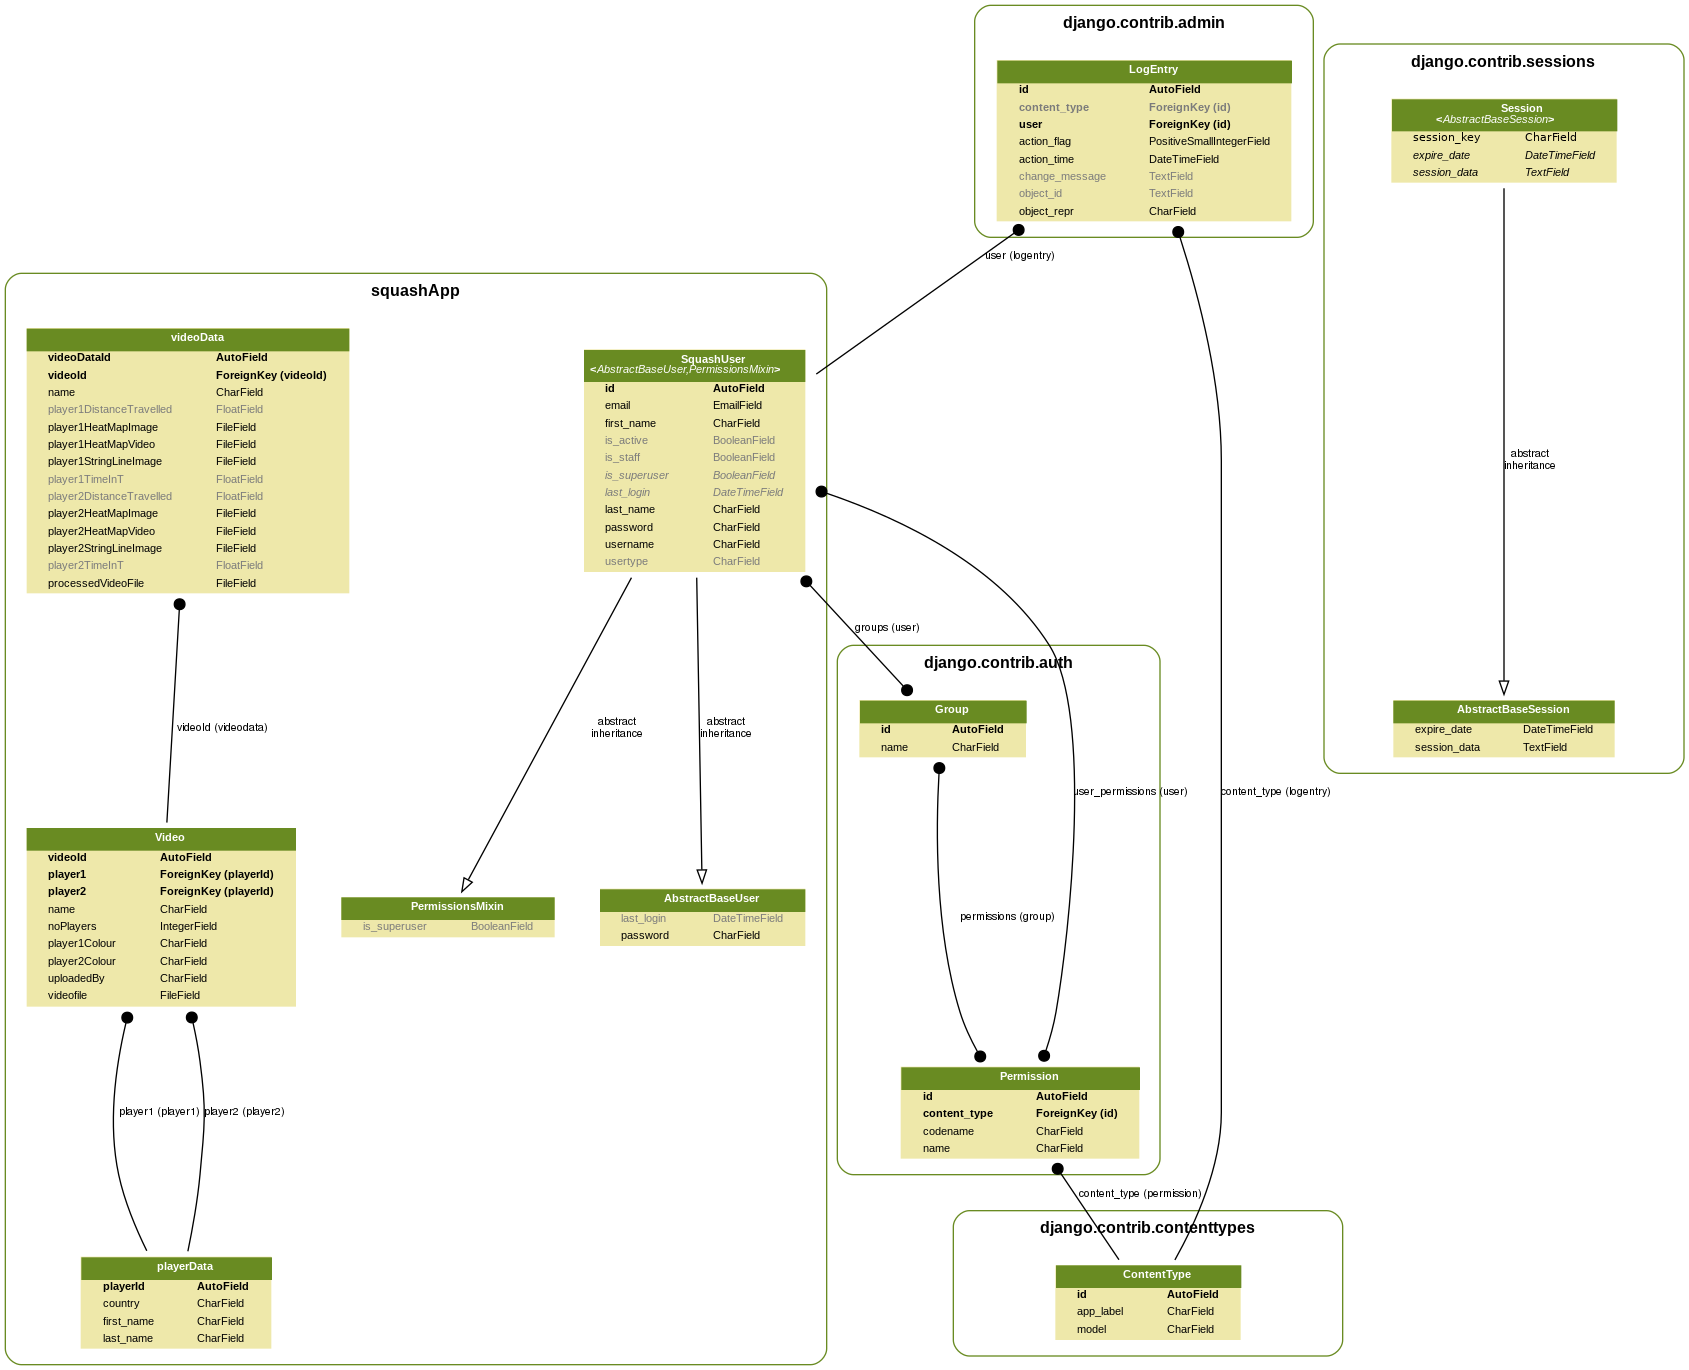 django.contrib.admin
LogEntry
id AutoField
content_type ForeignKey (id)
user ForeignKey (id)
action_flag PositiveSmallIntegerField
action_time DateTimeField
change_message TextField
object_id TextField
object_repr CharField
django.contrib.sessions
Session
<AbstractBaseSession>
session_key CharField
expire_date DateTimeField
session_data TextField
user (logentry)
squashApp
videoData
videoDataId AutoField
videoId ForeignKey (videoId)
name CharField
player1DistanceTravelled FloatField
player1HeatMapImage FileField
player1HeatMapVideo FileField
player1StringLineImage FileField
player1TimeInT FloatField
player2DistanceTravelled FloatField
player2HeatMapImage FileField
player2HeatMapVideo FileField
player2StringLineImage FileField
player2TimeInT FloatField
processedVideoFile FileField
SquashUser
<AbstractBaseUser,PermissionsMixin>
id AutoField
email EmailField
first_name CharField
is_active BooleanField
is_staff BooleanField
is_superuser BooleanField
last_login DateTimeField
last_name CharField
password CharField
username CharField
usertype CharField
abstract
inheritance
groups (user)
django.contrib.auth
Group
id AutoField
name CharField
AbstractBaseSession
expire_date DateTimeField
session_data TextField
videoId (videodata)
abstract
inheritance
abstract
inheritance
user_permissions (user)
content_type (logentry)
Video
videoId AutoField
player1 ForeignKey (playerId)
player2 ForeignKey (playerId)
name CharField
noPlayers IntegerField
player1Colour CharField
player2Colour CharField
uploadedBy CharField
videofile FileField
PermissionsMixin
is_superuser BooleanField
AbstractBaseUser
last_login DateTimeField
password CharField
permissions (group)
Permission
id AutoField
content_type ForeignKey (id)
codename CharField
name CharField
player1 (player1)
player2 (player2)
content_type (permission)
django.contrib.contenttypes
ContentType
id AutoField
app_label CharField
model CharField
playerData
playerId AutoField
country CharField
first_name CharField
last_name CharField